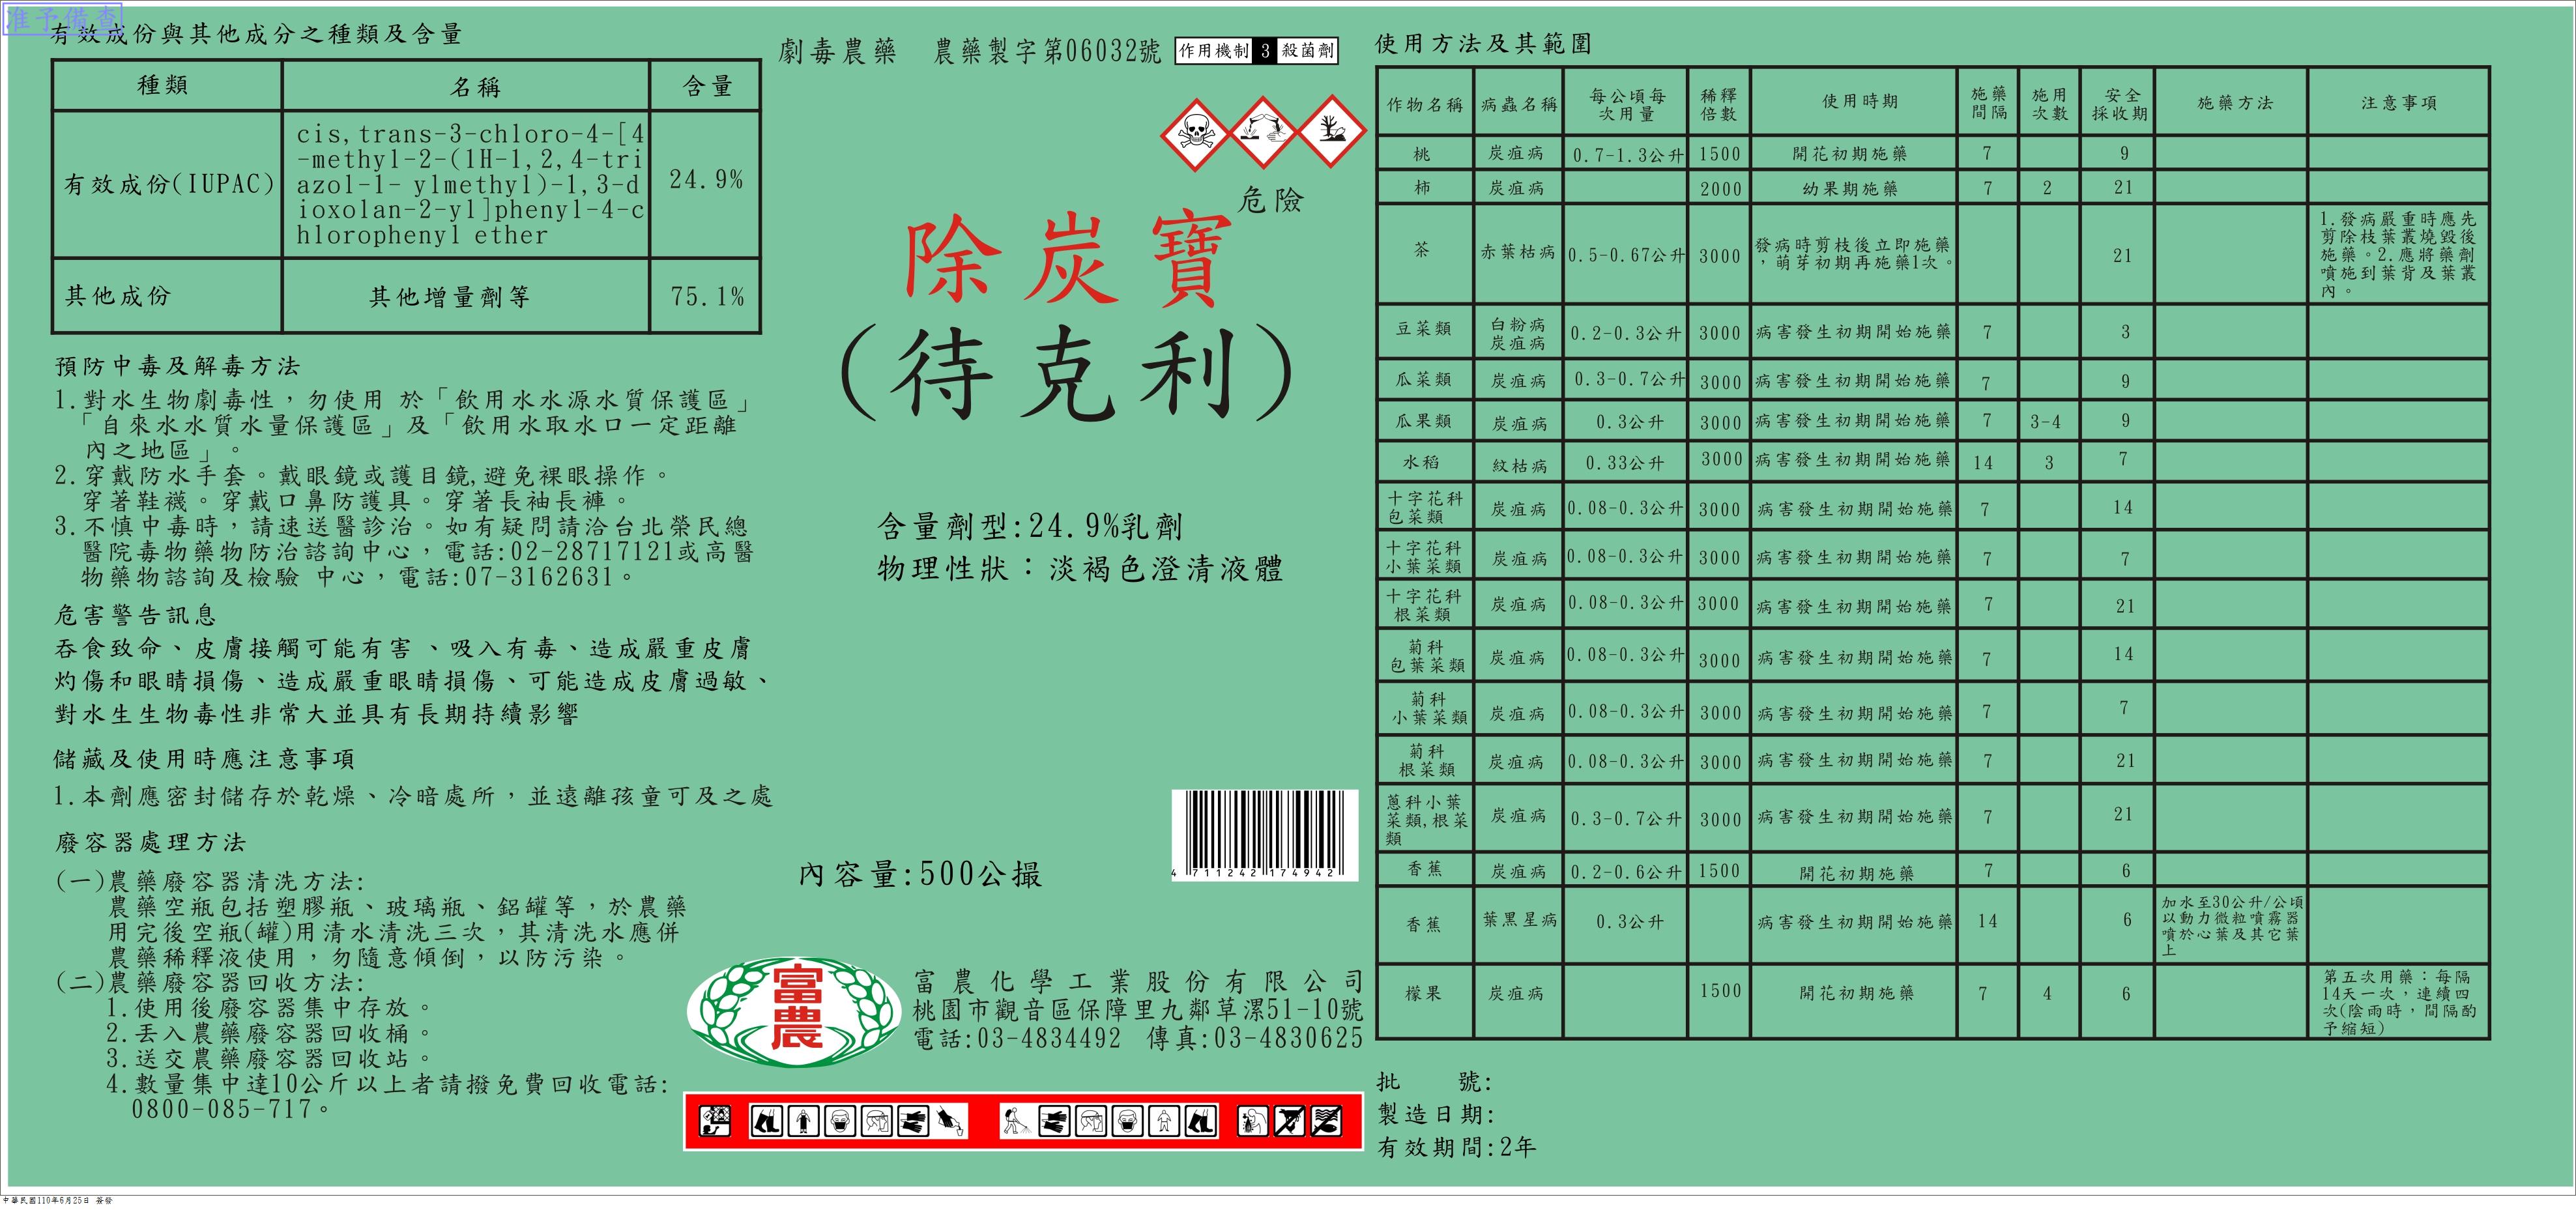 准予備查
有效成份與其他成分之種類及含量
種類 名稱 含量
有效成份(IUPAC) cis,trans-3-chloro-4-[4
-methyl-2-(1H-1,2,4-tri
azol-1- ylmethyl)-1,3-d
ioxolan-2-yl]phenyl-4-c
hlorophenyl ether
24.9%
其他成份 其他增量劑等 75.1%
預防中毒及解毒方法
1.對水生物劇毒性，勿使用 於「飲用水水源水質保護區」
「自來水水質水量保護區」及「飲用水取水口一定距離
內之地區」。
2.穿戴防水手套。戴眼鏡或護目鏡,避免裸眼操作。
穿著鞋襪。穿戴口鼻防護具。穿著長袖長褲。
3.不慎中毒時，請速送醫診治。如有疑問請洽台北榮民總
醫院毒物藥物防治諮詢中心，電話:02-28717121或高醫
物藥物諮詢及檢驗 中心，電話:07-3162631。
危害警告訊息
吞食致命、皮膚接觸可能有害 、吸入有毒、造成嚴重皮膚
灼傷和眼睛損傷、造成嚴重眼睛損傷、可能造成皮膚過敏、
對水生生物毒性非常大並具有長期持續影響
儲藏及使用時應注意事項
1.本劑應密封儲存於乾燥、冷暗處所，並遠離孩童可及之處
廢容器處理方法
(一)農藥廢容器清洗方法:
農藥空瓶包括塑膠瓶、玻璃瓶、鋁罐等，於農藥
用完後空瓶(罐)用清水清洗三次，其清洗水應併
農藥稀釋液使用，勿隨意傾倒，以防污染。
(二)農藥廢容器回收方法:
1.使用後廢容器集中存放。
2.丟入農藥廢容器回收桶。
3.送交農藥廢容器回收站。
4.數量集中達10公斤以上者請撥免費回收電話:
0800-085-717。
劇毒農藥 農藥製字第06032號 作用機制 3 殺菌劑
危險
除炭寶
(待克利)
含量劑型:24.9%乳劑
物理性狀：淡褐色澄清液體
內容量:500公撮
4 711242 174942
富農
富農化學工業股份有限公司
桃園市觀音區保障里九鄰草漯51-10號
電話:03-4834492 傳真:03-4830625
使用方法及其範圍
作物名稱 病蟲名稱 每公頃每次用量 稀釋倍數 使用時期 施藥間隔 施用次數 安全採收期 施藥方法 注意事項
桃 炭疽病 0.7-1.3公升 1500 開花初期施藥 7 9
柿 炭疽病 2000 幼果期施藥 7 2 21
茶 赤葉枯病 0.5-0.67公升 3000 發病時剪枝後立即施藥，萌芽初期再施藥1次。 21 1.發病嚴重時應先剪除枝葉叢燒毀後施藥。2.應將藥劑噴施到葉背及葉叢內。
豆菜類 白粉病 炭疽病 0.2-0.3公升 3000 病害發生初期開始施藥 7 3
瓜菜類 炭疽病 0.3-0.7公升 3000 病害發生初期開始施藥 7 9
瓜果類 炭疽病 0.3公升 3000 病害發生初期開始施藥 7 3-4 9
水稻 紋枯病 0.33公升 3000 病害發生初期開始施藥 14 3 7
十字花科包菜類 炭疽病 0.08-0.3公升 3000 病害發生初期開始施藥 7 14
十字花科小葉菜類 炭疽病 0.08-0.3公升 3000 病害發生初期開始施藥 7 7
十字花科根菜類 炭疽病 0.08-0.3公升 3000 病害發生初期開始施藥 7 21
菊科包葉菜類 炭疽病 0.08-0.3公升 3000 病害發生初期開始施藥 7 14
菊科小葉菜類 炭疽病 0.08-0.3公升 3000 病害發生初期開始施藥 7 7
菊科根菜類 炭疽病 0.08-0.3公升 3000 病害發生初期開始施藥 7 21
蔥科小葉菜類,根菜類 炭疽病 0.3-0.7公升 3000 病害發生初期開始施藥 7 21
香蕉 炭疽病 0.2-0.6公升 1500 開花初期施藥 7 6
香蕉 葉黑星病 0.3公升 病害發生初期開始施藥 14 6 加水至30公升/公頃以動力微粒噴霧器噴於心葉及其它葉上
檬果 炭疽病 1500 開花初期施藥 7 4 6 第五次用藥：每隔14天一次，連續四次(陰雨時，間隔酌予縮短)
批 號:
製造日期:
有效期間:2年
中華民國110年6月25日 簽發